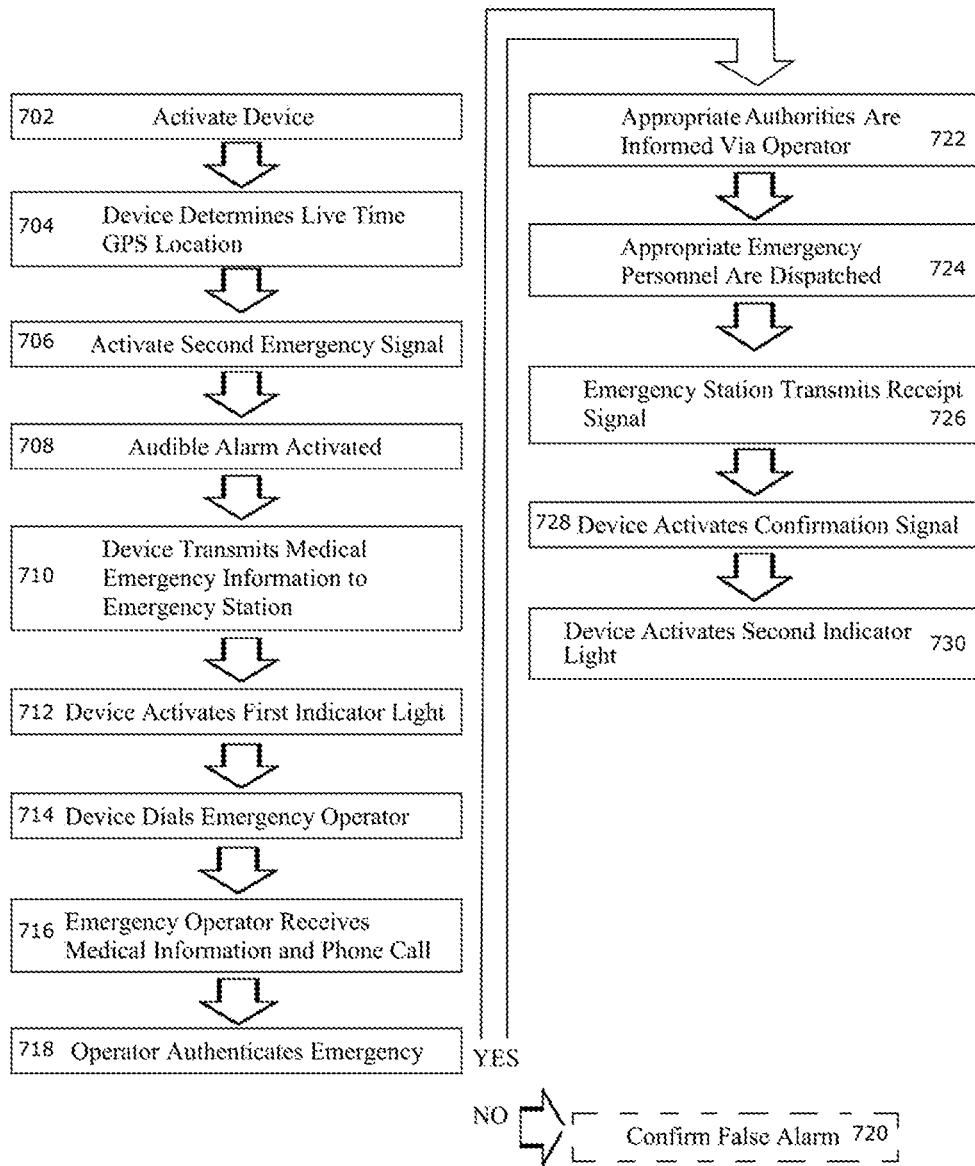 702 Activate Device
704 Device Determines Live Time
GPS Location
706 Activate Second Emergency Signal
708 Audible Alarm Activated
710 Device Transmits Medical
Emergency Information to
Emergency Station
712 Device Activates First Indicator Light
714 Device Dials Emergency Operator
716 Emergency Operator Receives
Medical Information and Phone Call
718 Operator Authenticates Emergency
YES
NO
Confirm False Alarm 720
Appropriate Authorities Are
Informed Via Operator 722
Appropriate Emergency
Personnel Are Dispatched 724
Emergency Station Transmits Receipt
Signal 726
728 Device Activates Confirmation Signal
Device Activates Second Indicator
Light 730